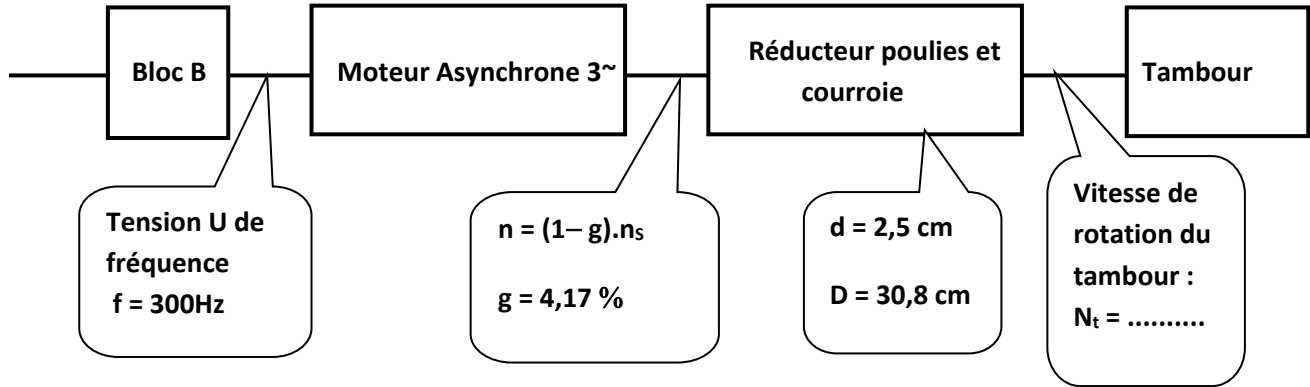 Bloc B
Moteur Asynchrone 3~
Réducteur poulies et
courroie
Tambour
Tension U de
fréquence
f = 300Hz
n = (1– g).nₛ
g = 4,17 %
d = 2,5 cm
D = 30,8 cm
Vitesse de
rotation du
tambour :
Nₜ = ..........